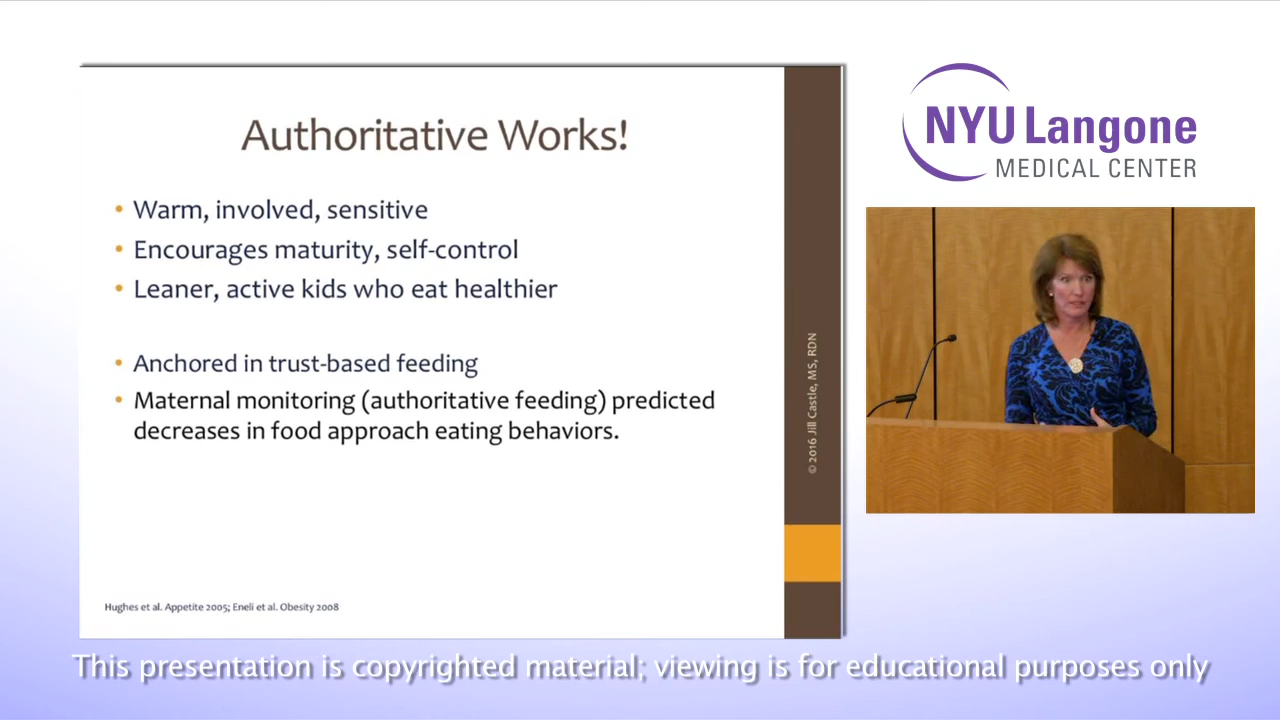 Authoritative Works!
• Warm, involved, sensitive
• Encourages maturity, self-control
• Leaner, active kids who eat healthier
• Anchored in trust-based feeding
• Maternal monitoring (authoritative feeding) predicted
decreases in food approach eating behaviors.
Hughes et al. Appetite 2005; Eneli et al. Obesity 2008
© 2016 Jill Castle, MS, RDN
NYU Langone
MEDICAL CENTER
This presentation is copyrighted material; viewing is for educational purposes only